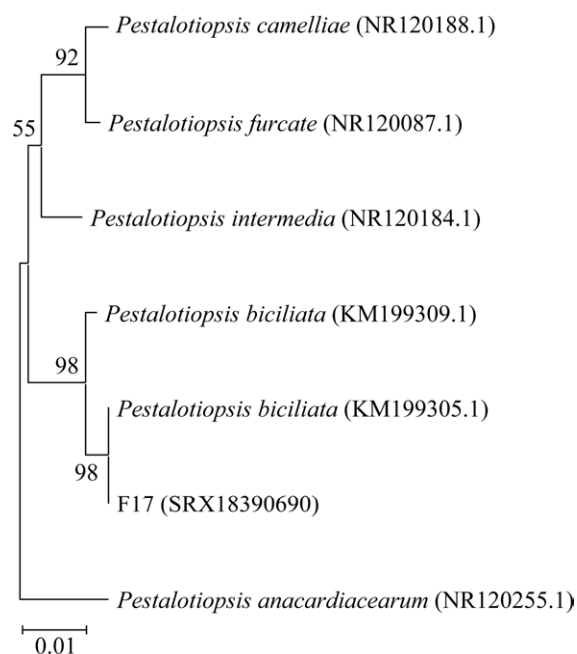 Pestalotiopsis camelliae (NR120188.1)
92
Pestalotiopsis furcate (NR120087.1)
55
Pestalotiopsis intermedia (NR120184.1)
Pestalotiopsis biciliata (KM199309.1)
98
Pestalotiopsis biciliata (KM199305.1)
98
F17 (SRX18390690)
Pestalotiopsis anacardiacearum (NR120255.1)
0.01